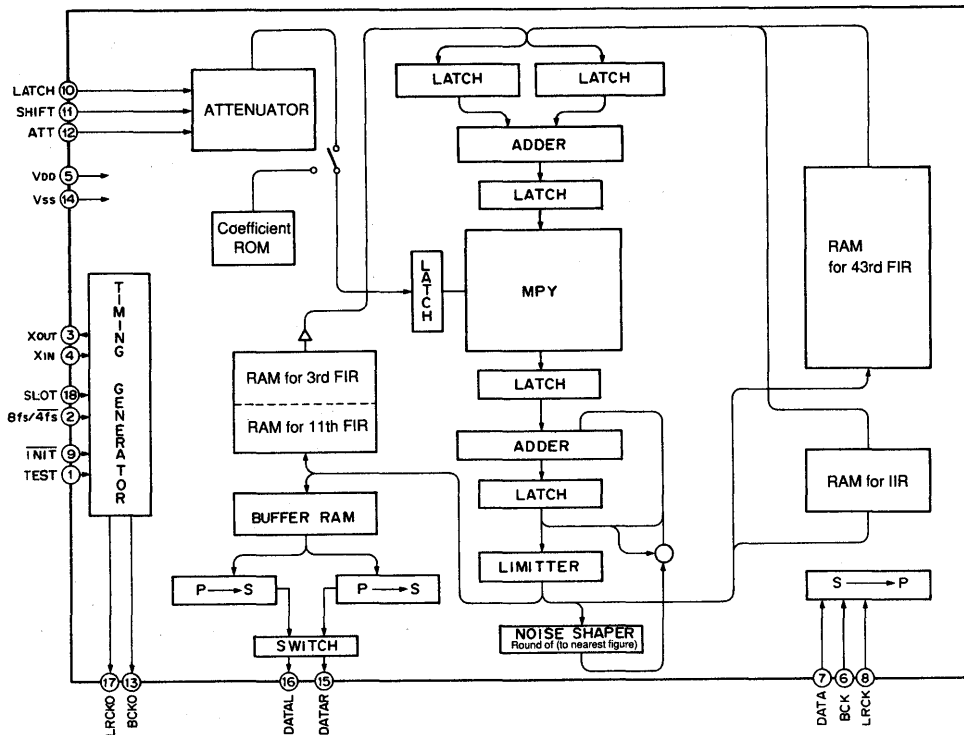 LATCH 10
SHIFT 11
ATT 12
VDD 5
VSS 14
ATTENUATOR
Coefficient
ROM
LATCH
LATCH
ADDER
LATCH
LATCH
MPY
RAM
for 43rd FIR
TIMING GENERATOR
XOUT 3
XIN 4
SLOT 18
8fs/4fs 2
INIT 9
TEST 1
RAM for 3rd FIR
RAM for 11th FIR
LATCH
ADDER
LATCH
LIMITTER
RAM for IIR
BUFFER RAM
P S
P S
SWITCH
NOISE SHAPER
Round of (to nearest figure)
S P
17 LRCKO
13 BCKO
16 DATAL
15 DATAR
7 DATA
6 BCK
8 LRCK